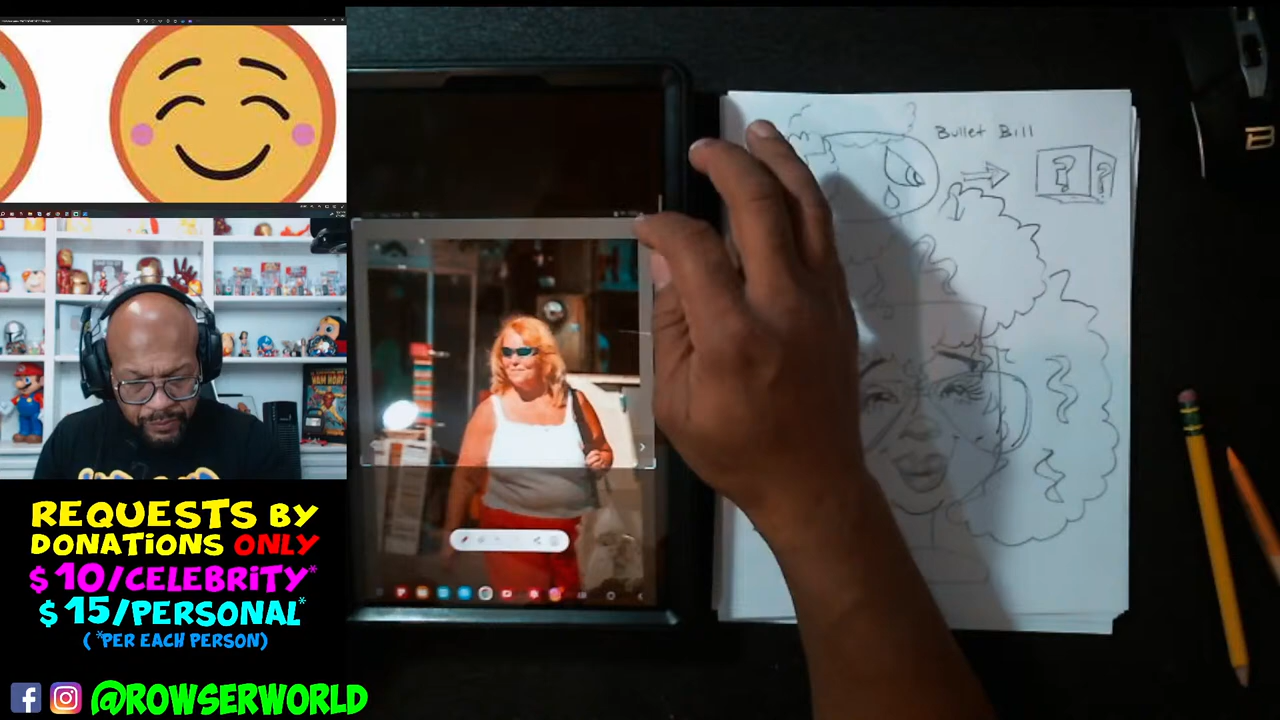 Bullet Bill
?
?
REQUESTS BY
DONATIONS ONLY
$10/CELEBRITY*
$15/PERSONAL*
(*PER EACH PERSON)
@ROWSERWORLD